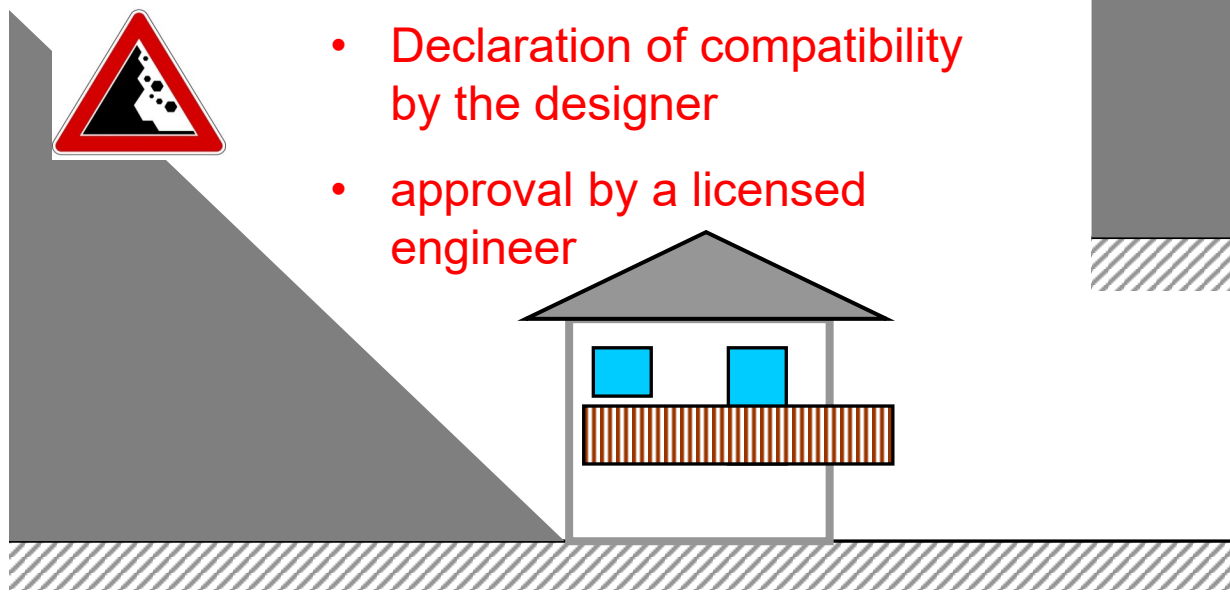 • Declaration of compatibility
by the designer
• approval by a licensed
engineer